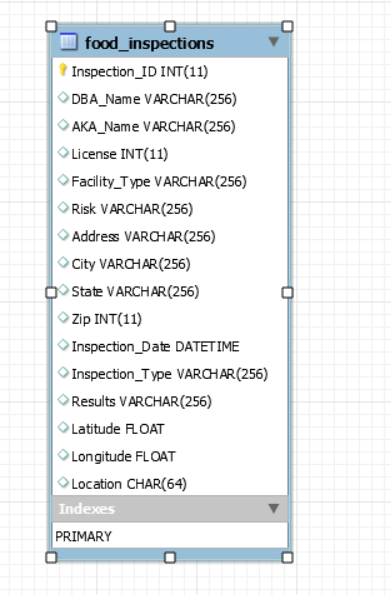 food_inspections
Inspection_ID INT(11)
DBA_Name VARCHAR(256)
AKA_Name VARCHAR(256)
License INT(11)
Facility_Type VARCHAR(256)
Risk VARCHAR(256)
Address VARCHAR(256)
City VARCHAR(256)
State VARCHAR(256)
Zip INT(11)
Inspection_Date DATETIME
Inspection_Type VARCHAR(256)
Results VARCHAR(256)
Latitude FLOAT
Longitude FLOAT
Location CHAR(64)
Indexes
PRIMARY